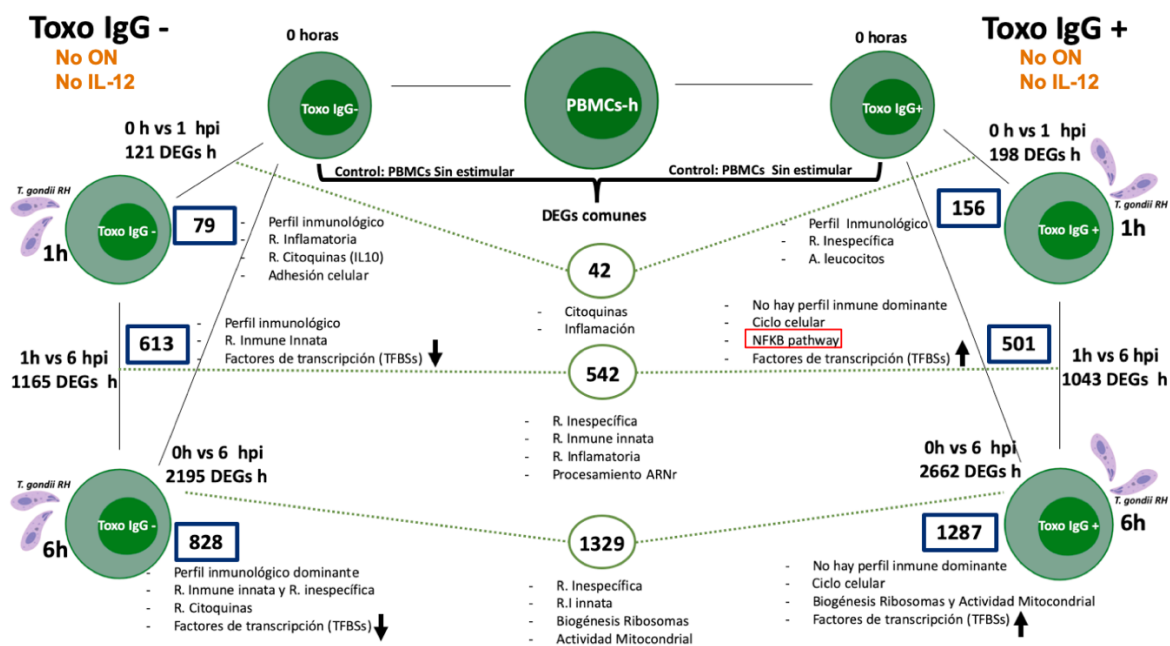 Toxo IgG -
No ON
No IL-12
0 horas
Toxo IgG-
PBMCs-h
0 horas
Toxo IgG+
Toxo IgG +
No ON
No IL-12
0 h vs 1 hpi
121 DEGs h
Control: PBMCs Sin estimular
Control: PBMCs Sin estimular
DEGs comunes
0 h vs 1 hpi
198 DEGs h
T. gondii RH
Toxo IgG -
1h
79
- Perfil inmunológico
- R. Inflamatoria
- R. Citoquinas (IL10)
- Adhesión celular
42
- Citoquinas
- Inflamación
- Perfil Inmunológico
- R. Inespecífica
- A. leucocitos
156
T. gondii RH
Toxo IgG +
1h
1h vs 6 hpi
1165 DEGs h
613
- Perfil inmunológico
- R. Inmune Innata
- Factores de transcripción (TFBSs)
542
- R. Inespecífica
- R. Inmune innata
- R. Inflamatoria
- Procesamiento ARNr
- No hay perfil inmune dominante
- Ciclo celular
- NFKB pathway
- Factores de transcripción (TFBSs)
501
1h vs 6 hpi
1043 DEGs h
0h vs 6 hpi
2195 DEGs h
T. gondii RH
Toxo IgG -
6h
828
- Perfil inmunológico dominante
- R. Inmune innata y R. inespecífica
- R. Citoquinas
- Factores de transcripción (TFBSs)
1329
- R. Inespecífica
- R.I innata
- Biogénesis Ribosomas
- Actividad Mitocondrial
0h vs 6 hpi
2662 DEGs h
1287
T. gondii RH
Toxo IgG +
6h
- No hay perfil inmune dominante
- Ciclo celular
- Biogénesis Ribosomas y Actividad Mitocondrial
- Factores de transcripción (TFBSs)